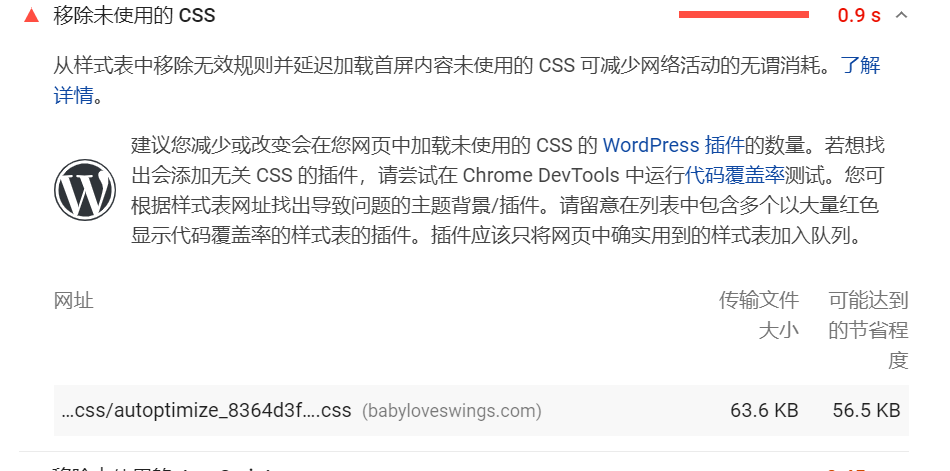 移除未使用的 CSS 0.9 s
从样式表中移除无效规则并延迟加载首屏内容未使用的 CSS 可减少网络活动的无谓消耗。了解
详情。
建议您减少或改变会在您网页中加载未使用的 CSS 的 WordPress 插件的数量。若想找
出会添加无关 CSS 的插件，请尝试在 Chrome DevTools 中运行代码覆盖率测试。您可
根据样式表网址找出导致问题的主题背景/插件。请留意在列表中包含多个以大量红色
显示代码覆盖率的样式表的插件。插件应该只将网页中确实用到的样式表加入队列。
网址 传输文件 可能达到
大小 的节省程
度
…css/autoptimize_8364d3f….css (babyloveswings.com) 63.6 KB 56.5 KB